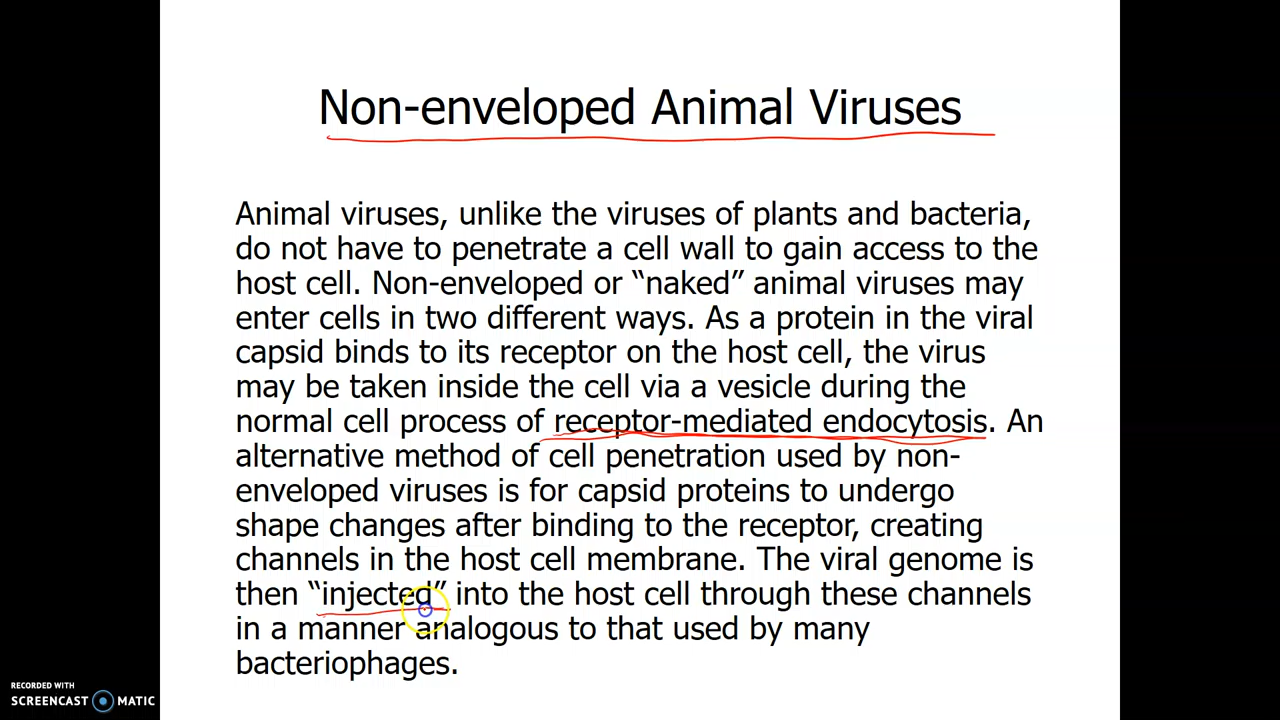 Non-enveloped Animal Viruses
Animal viruses, unlike the viruses of plants and bacteria,
do not have to penetrate a cell wall to gain access to the
host cell. Non-enveloped or “naked” animal viruses may
enter cells in two different ways. As a protein in the viral
capsid binds to its receptor on the host cell, the virus
may be taken inside the cell via a vesicle during the
normal cell process of receptor-mediated endocytosis. An
alternative method of cell penetration used by non-
enveloped viruses is for capsid proteins to undergo
shape changes after binding to the receptor, creating
channels in the host cell membrane. The viral genome is
then “injected” into the host cell through these channels
in a manner analogous to that used by many
bacteriophages.
RECORDED WITH
SCREENCAST MATIC